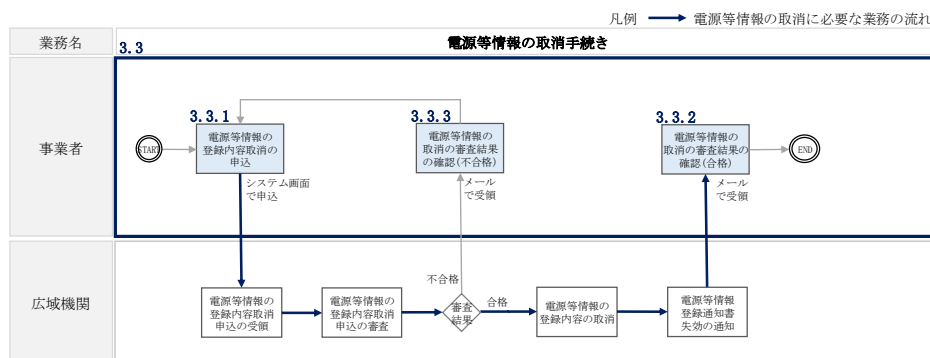 凡例 電源等情報の取消に必要な業務の流れ
業務名
3.3
電源等情報の取消手続き
事業者
START
3.3.1
電源等情報の
登録内容取消の
申込
システム画面
で申込
3.3.3
電源等情報の
取消の審査結果
の確認(不合格)
メール
で受領
3.3.2
電源等情報の
取消の審査結果の
確認(合格)
メール
で受領
END
広域機関
電源等情報の
登録内容取消
申込の受領
電源等情報の
登録内容取消
申込の審査
不合格
審査
結果
合格
電源等情報の
登録内容の取消
電源等情報
登録通知書
失効の通知